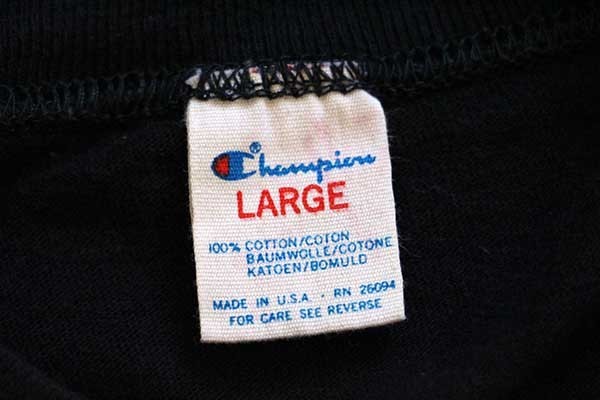 Champion®
LARGE
100% COTTON/COTON
BAUMWOLLE/COTONE
KATOEN/BOMULD
MADE IN U.S.A. · RN 26094
FOR CARE SEE REVERSE